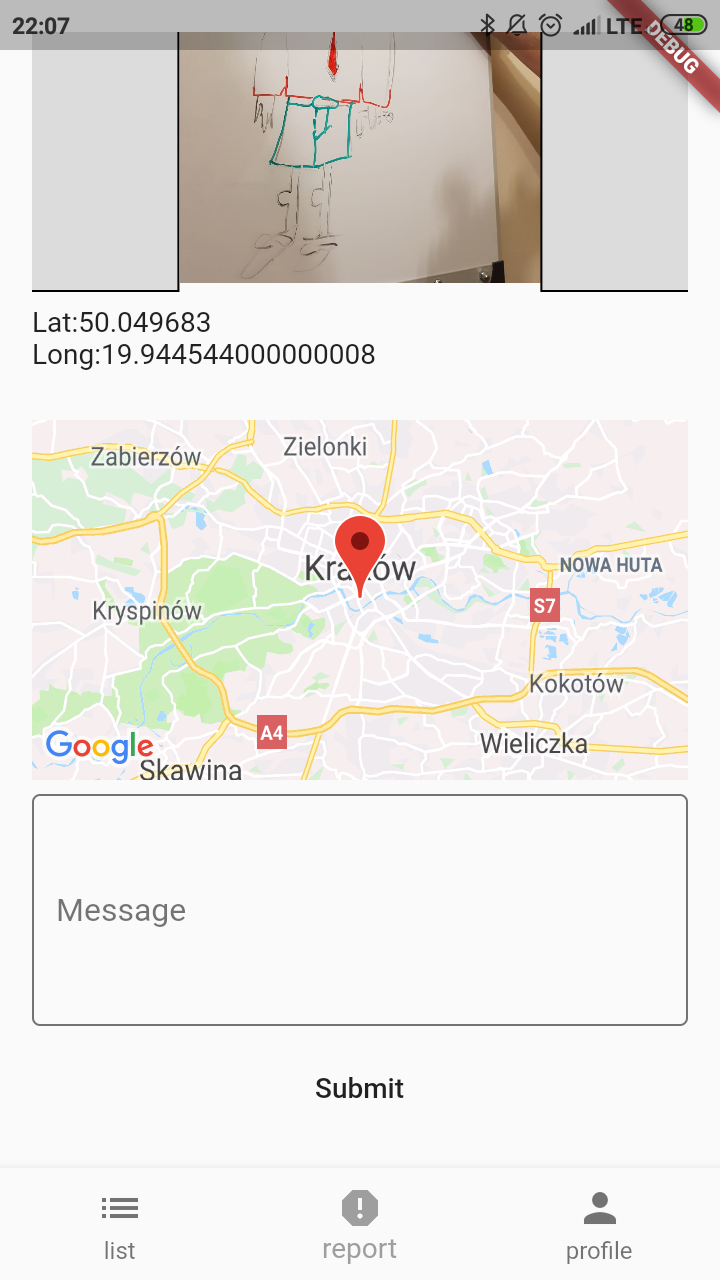 22:07
LTE
48
DEBUG
Lat:50.049683
Long:19.944544000000008
Zielonki
Zabierzów
Kraków
NOWA HUTA
Kryspinów
S7
Kokotów
A4
Google
Wieliczka
Skawina
Message
Submit
list
report
profile